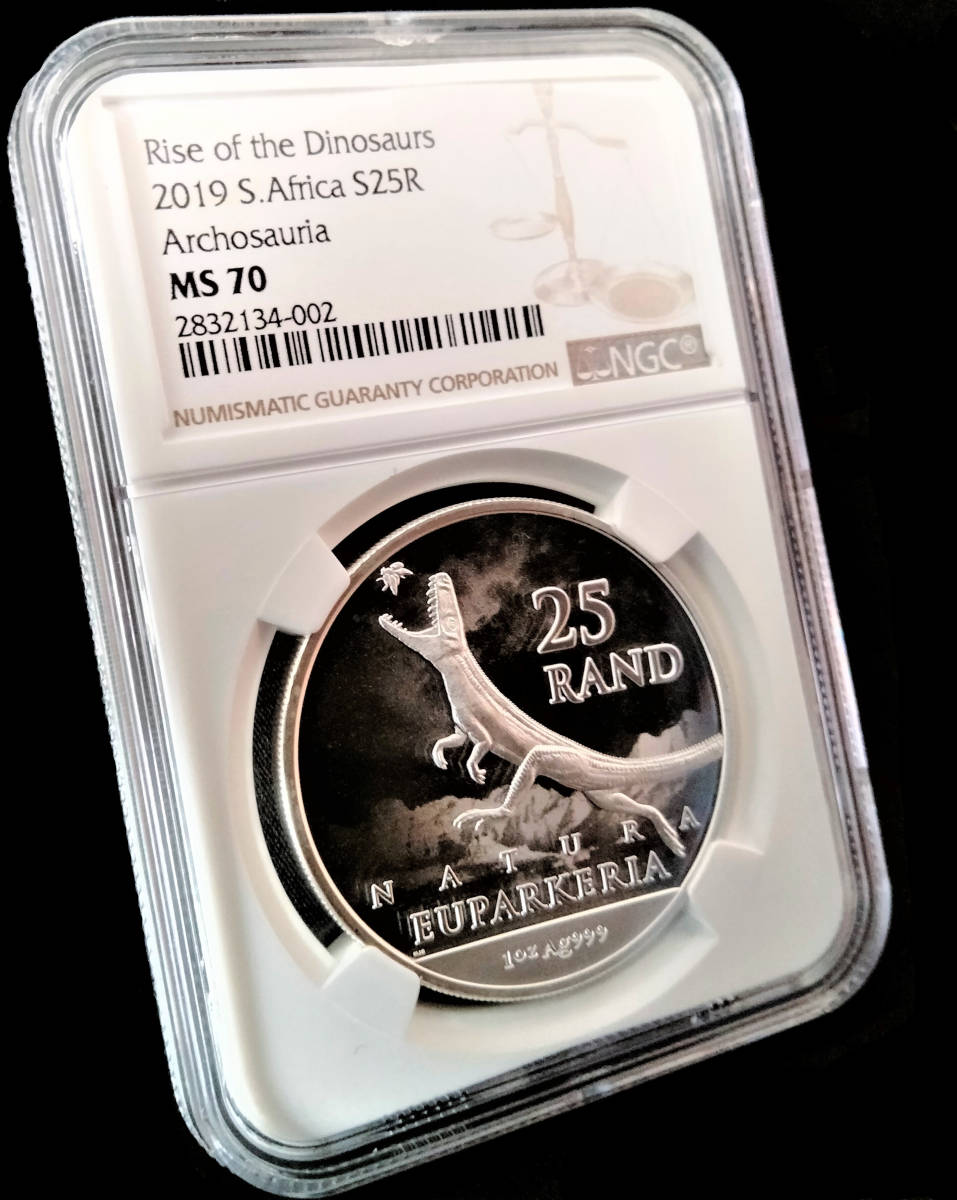 Rise of the Dinosaurs
2019 S.Africa S25R
Archosauria
MS 70
2832134-002
NUMISMATIC GUARANTY CORPORATION
NGC®
25
RAND
NATURA
EUPARKERIA
1oz Ag999